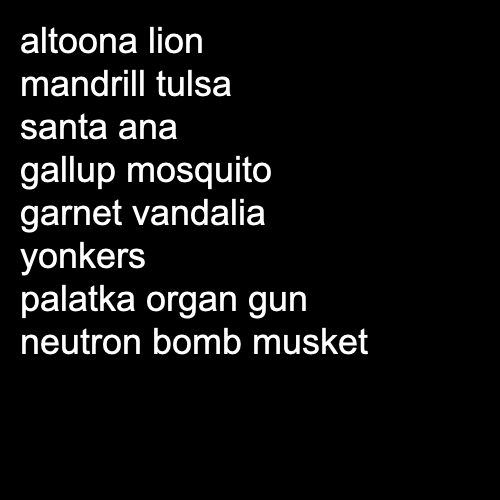 altoona lion
mandrill tulsa
santa ana
gallup mosquito
garnet vandalia
yonkers
palatka organ gun
neutron bomb musket